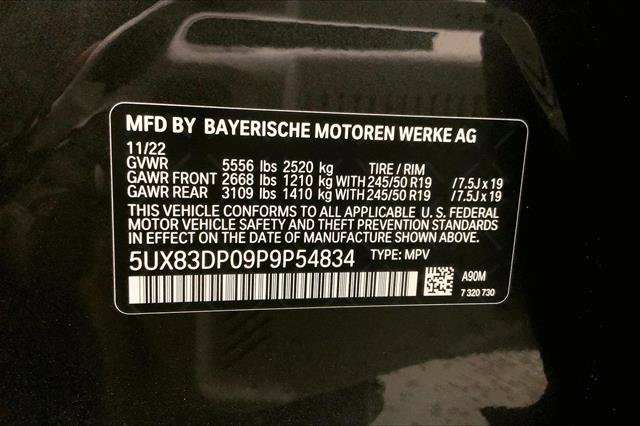 MFD BY BAYERISCHE MOTOREN WERKE AG
11/22
GVWR 5556 lbs 2520 kg TIRE / RIM
GAWR FRONT 2668 lbs 1210 kg WITH 245/50 R19 /7.5J x 19
GAWR REAR 3109 lbs 1410 kg WITH 245/50 R19 /7.5J x 19
THIS VEHICLE CONFORMS TO ALL APPLICABLE U. S. FEDERAL
MOTOR VEHICLE SAFETY AND THEFT PREVENTION STANDARDS
IN EFFECT ON THE DATE OF MANUFACTURE SHOWN ABOVE.
5UX83DP09P9P54834 TYPE: MPV
A90M
7 320 730